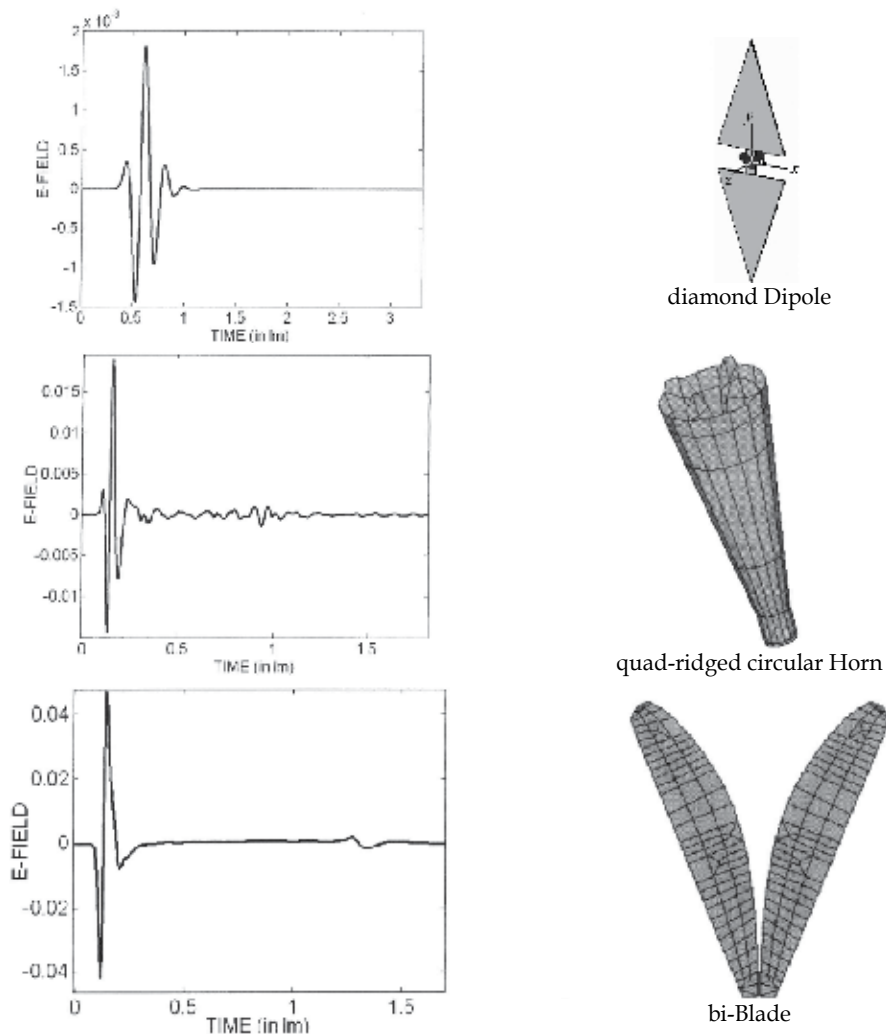 x 10⁻³
2
1.5
1
0.5
0
-0.5
-1
-1.5
E-FIELD
0 0.5 1 1.5 2 2.5 3
TIME (in lm)
y
x
z
diamond Dipole
0.015
0.01
0.005
0
-0.005
-0.01
E-FIELD
0 0.5 1 1.5
TIME (in lm)
quad-ridged circular Horn
0.04
0.02
0
-0.02
-0.04
E-FIELD
0 0.5 1 1.5
TIME (in lm)
bi-Blade